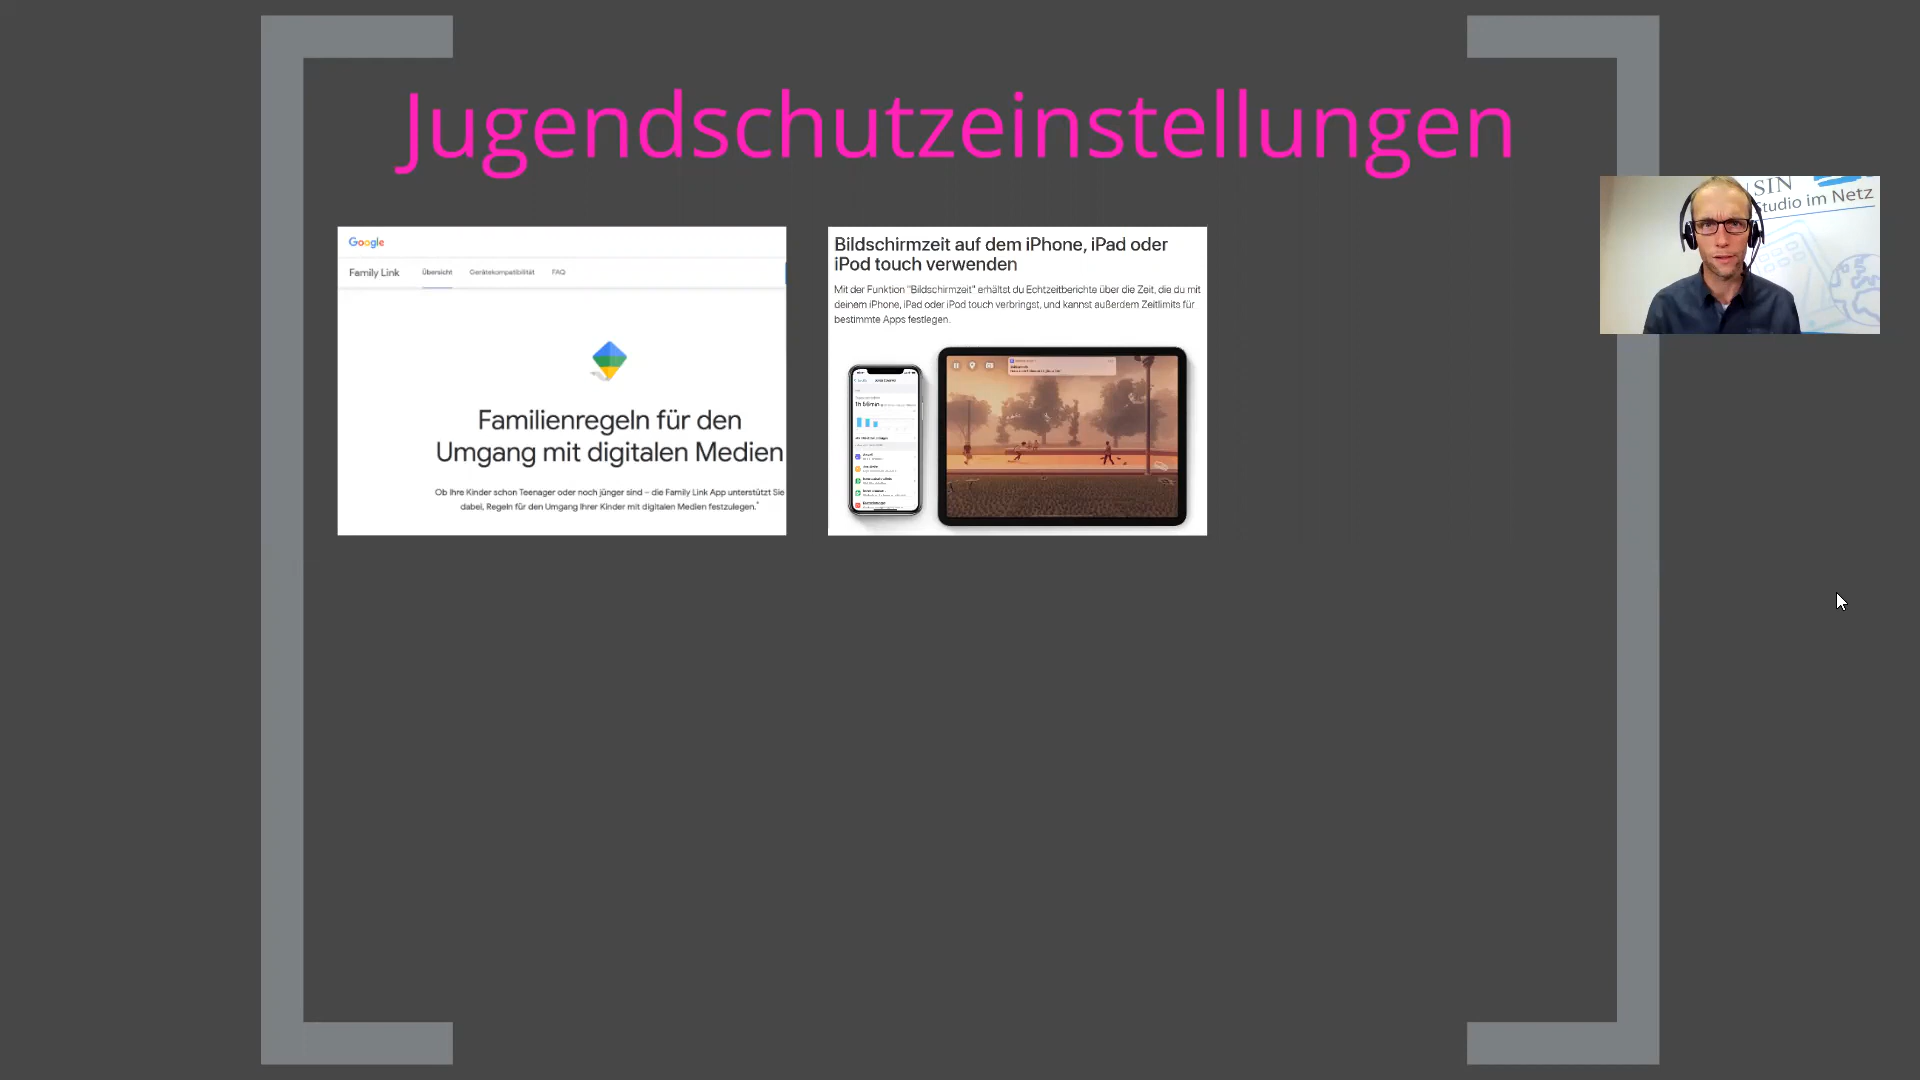 Jugendschutzeinstellungen
Google
Family Link Übersicht Gerätekompatibilität FAQ
Familienregeln für den
Umgang mit digitalen Medien
Ob Ihre Kinder schon Teenager oder noch jünger sind – die Family Link App unterstützt Sie
dabei, Regeln für den Umgang Ihrer Kinder mit digitalen Medien festzulegen.*
Bildschirmzeit auf dem iPhone, iPad oder
iPod touch verwenden
Mit der Funktion "Bildschirmzeit" erhältst du Echtzeitberichte über die Zeit, die du mit
deinem iPhone, iPad oder iPod touch verbringst, und kannst außerdem Zeitlimits für
bestimmte Apps festlegen.
SIN
Studio im Netz